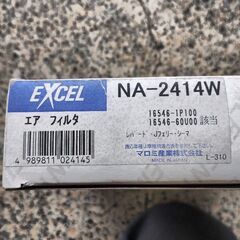 EXCEL
NA-2414W
エア フィルタ
16546-1P100
16546-60U00 該当
レパード・Jフェリー・シーマ
4 989811 024145
マロミ産業株式会社
MADE IN JAPAN
L-310